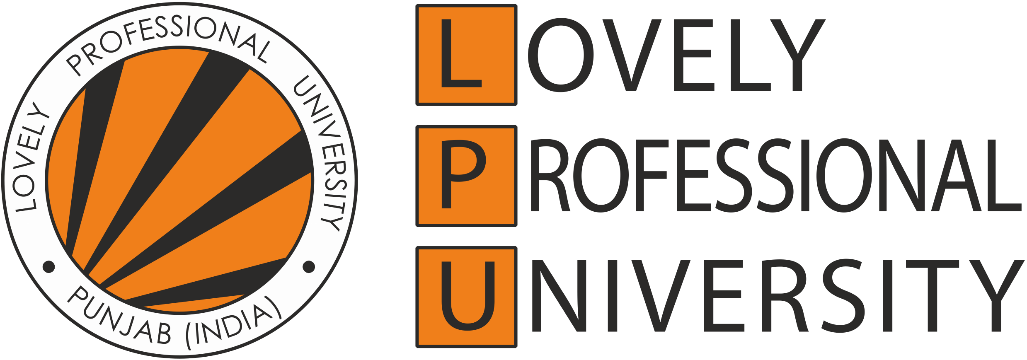 LOVELY PROFESSIONAL UNIVERSITY
PUNJAB (INDIA)
LOVELY
PROFESSIONAL
UNIVERSITY